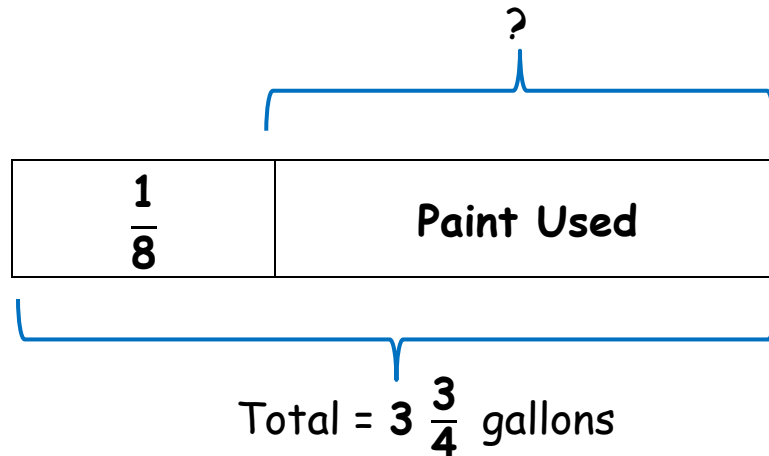 ?
1/8
Paint Used
Total = 3 3/4 gallons